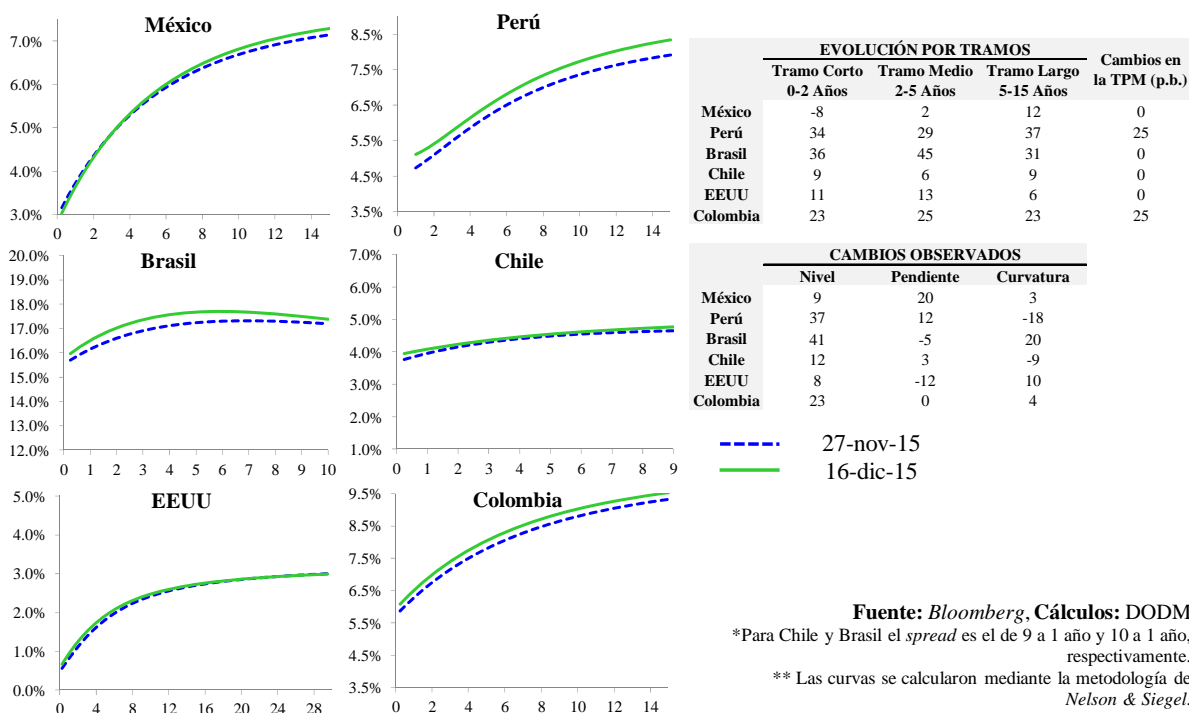 México
7.0%
6.0%
5.0%
4.0%
3.0%
0 2 4 6 8 10 12 14
Perú
8.5%
7.5%
6.5%
5.5%
4.5%
3.5%
0 2 4 6 8 10 12 14
EVOLUCIÓN POR TRAMOS
Tramo Corto Tramo Medio Tramo Largo Cambios en
0-2 Años 2-5 Años 5-15 Años la TPM (p.b.)
México -8 2 12 0
Perú 34 29 37 25
Brasil 36 45 31 0
Chile 9 6 9 0
EEUU 11 13 6 0
Colombia 23 25 23 25
Brasil
20.0%
19.0%
18.0%
17.0%
16.0%
15.0%
14.0%
13.0%
12.0%
0 1 2 3 4 5 6 7 8 9 10
Chile
7.0%
6.0%
5.0%
4.0%
3.0%
2.0%
1.0%
0 1 2 3 4 5 6 7 8 9
CAMBIOS OBSERVADOS
Nivel Pendiente Curvatura
México 9 20 3
Perú 37 12 -18
Brasil 41 -5 20
Chile 12 3 -9
EEUU 8 -12 10
Colombia 23 0 4
27-nov-15
16-dic-15
EEUU
5.0%
4.0%
3.0%
2.0%
1.0%
0.0%
0 4 8 12 16 20 24 28
Colombia
9.5%
8.5%
7.5%
6.5%
5.5%
4.5%
3.5%
0 2 4 6 8 10 12 14
Fuente: Bloomberg, Cálculos: DODM
*Para Chile y Brasil el spread es el de 9 a 1 año y 10 a 1 año,
respectivamente.
** Las curvas se calcularon mediante la metodología de
Nelson & Siegel.